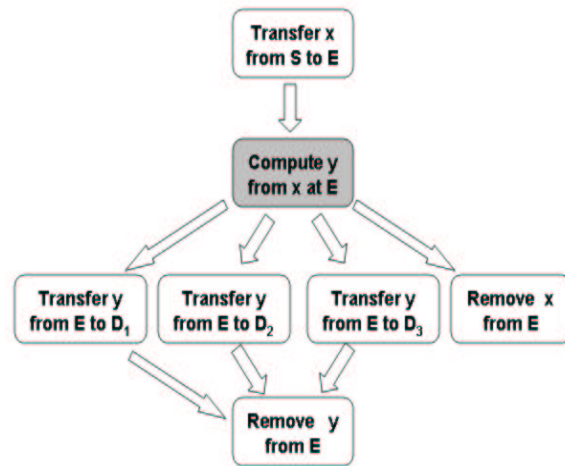 Transfer x
from S to E
Compute y
from x at E
Transfer y
from E to D₁
Transfer y
from E to D₂
Transfer y
from E to D₃
Remove x
from E
Remove y
from E